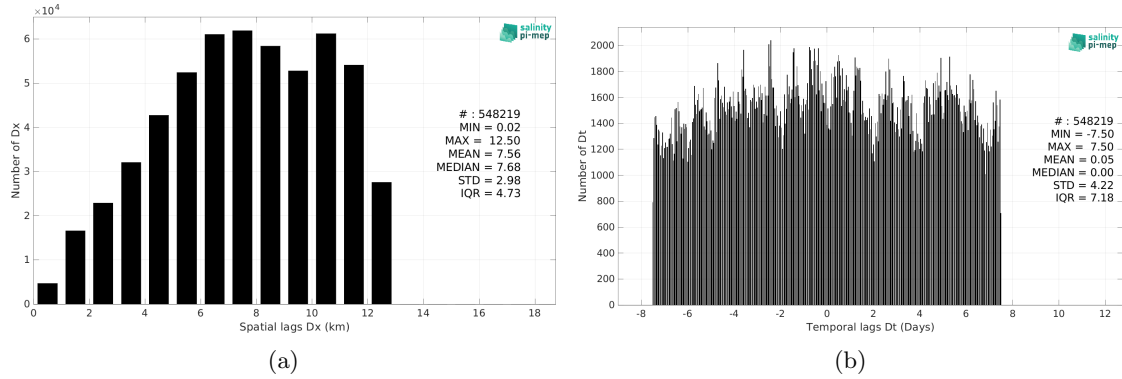 ×10⁴
6
5
4
3
2
1
0
Number of Dx
0 2 4 6 8 10 12 14 16 18
Spatial lags Dx (km)
salinity
pi-mep
# : 548219
MIN = 0.02
MAX = 12.50
MEAN = 7.56
MEDIAN = 7.68
STD = 2.98
IQR = 4.73
(a)
2000
1800
1600
1400
1200
1000
800
600
400
200
0
Number of Dt
-8 -6 -4 -2 0 2 4 6 8 10 12
Temporal lags Dt (Days)
salinity
pi-mep
# : 548219
MIN = -7.50
MAX = 7.50
MEAN = 0.05
MEDIAN = 0.00
STD = 4.22
IQR = 7.18
(b)